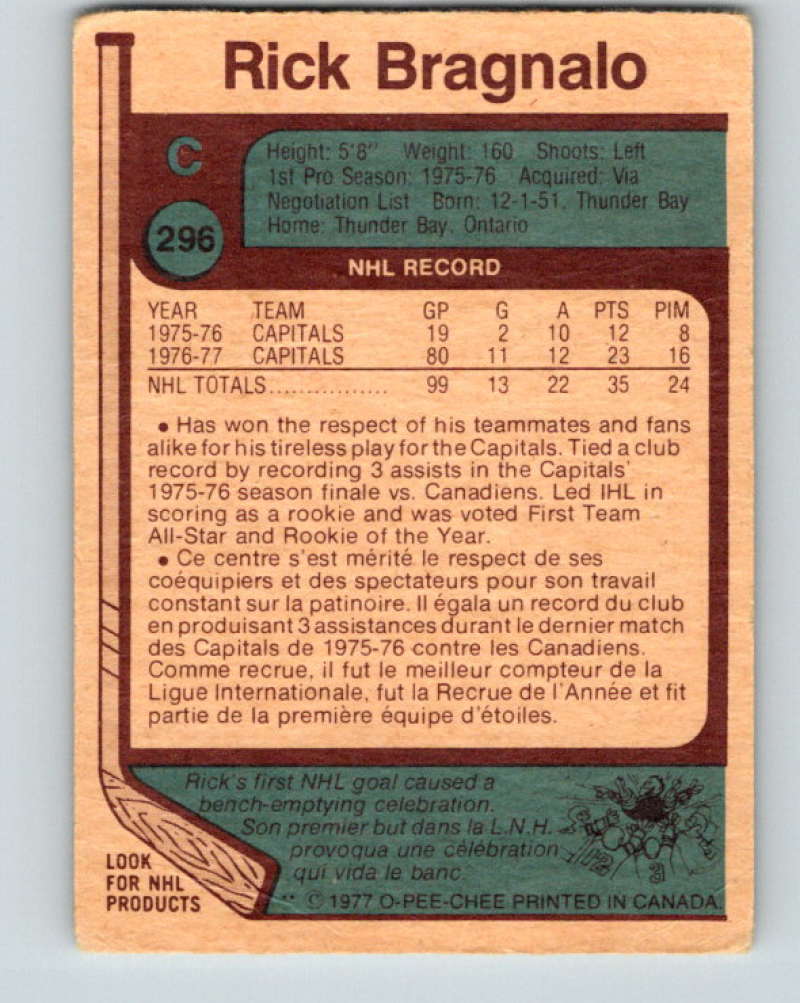 Rick Bragnalo
C
296
Height: 5'8" Weight: 160 Shoots: Left
1st Pro Season: 1975-76 Acquired: Via
Negotiation List Born: 12-1-51, Thunder Bay
Home: Thunder Bay, Ontario
NHL RECORD
YEAR TEAM GP G A PTS PIM
1975-76 CAPITALS 19 2 10 12 8
1976-77 CAPITALS 80 11 12 23 16
NHL TOTALS................ 99 13 22 35 24
• Has won the respect of his teammates and fans
alike for his tireless play for the Capitals. Tied a club
record by recording 3 assists in the Capitals'
1975-76 season finale vs. Canadiens. Led IHL in
scoring as a rookie and was voted First Team
All-Star and Rookie of the Year.
• Ce centre s'est mérité le respect de ses
coéquipiers et des spectateurs pour son travail
constant sur la patinoire. Il égala un record du club
en produisant 3 assistances durant le dernier match
des Capitals de 1975-76 contre les Canadiens.
Comme recrue, il fut le meilleur compteur de la
Ligue Internationale, fut la Recrue de l'Année et fit
partie de la première équipe d'étoiles.
Rick's first NHL goal caused a
bench-emptying celebration.
Son premier but dans la L.N.H.
provoqua une célébration
qui vida le banc.
12
3
LOOK
FOR NHL
PRODUCTS
** © 1977 O-PEE-CHEE PRINTED IN CANADA.